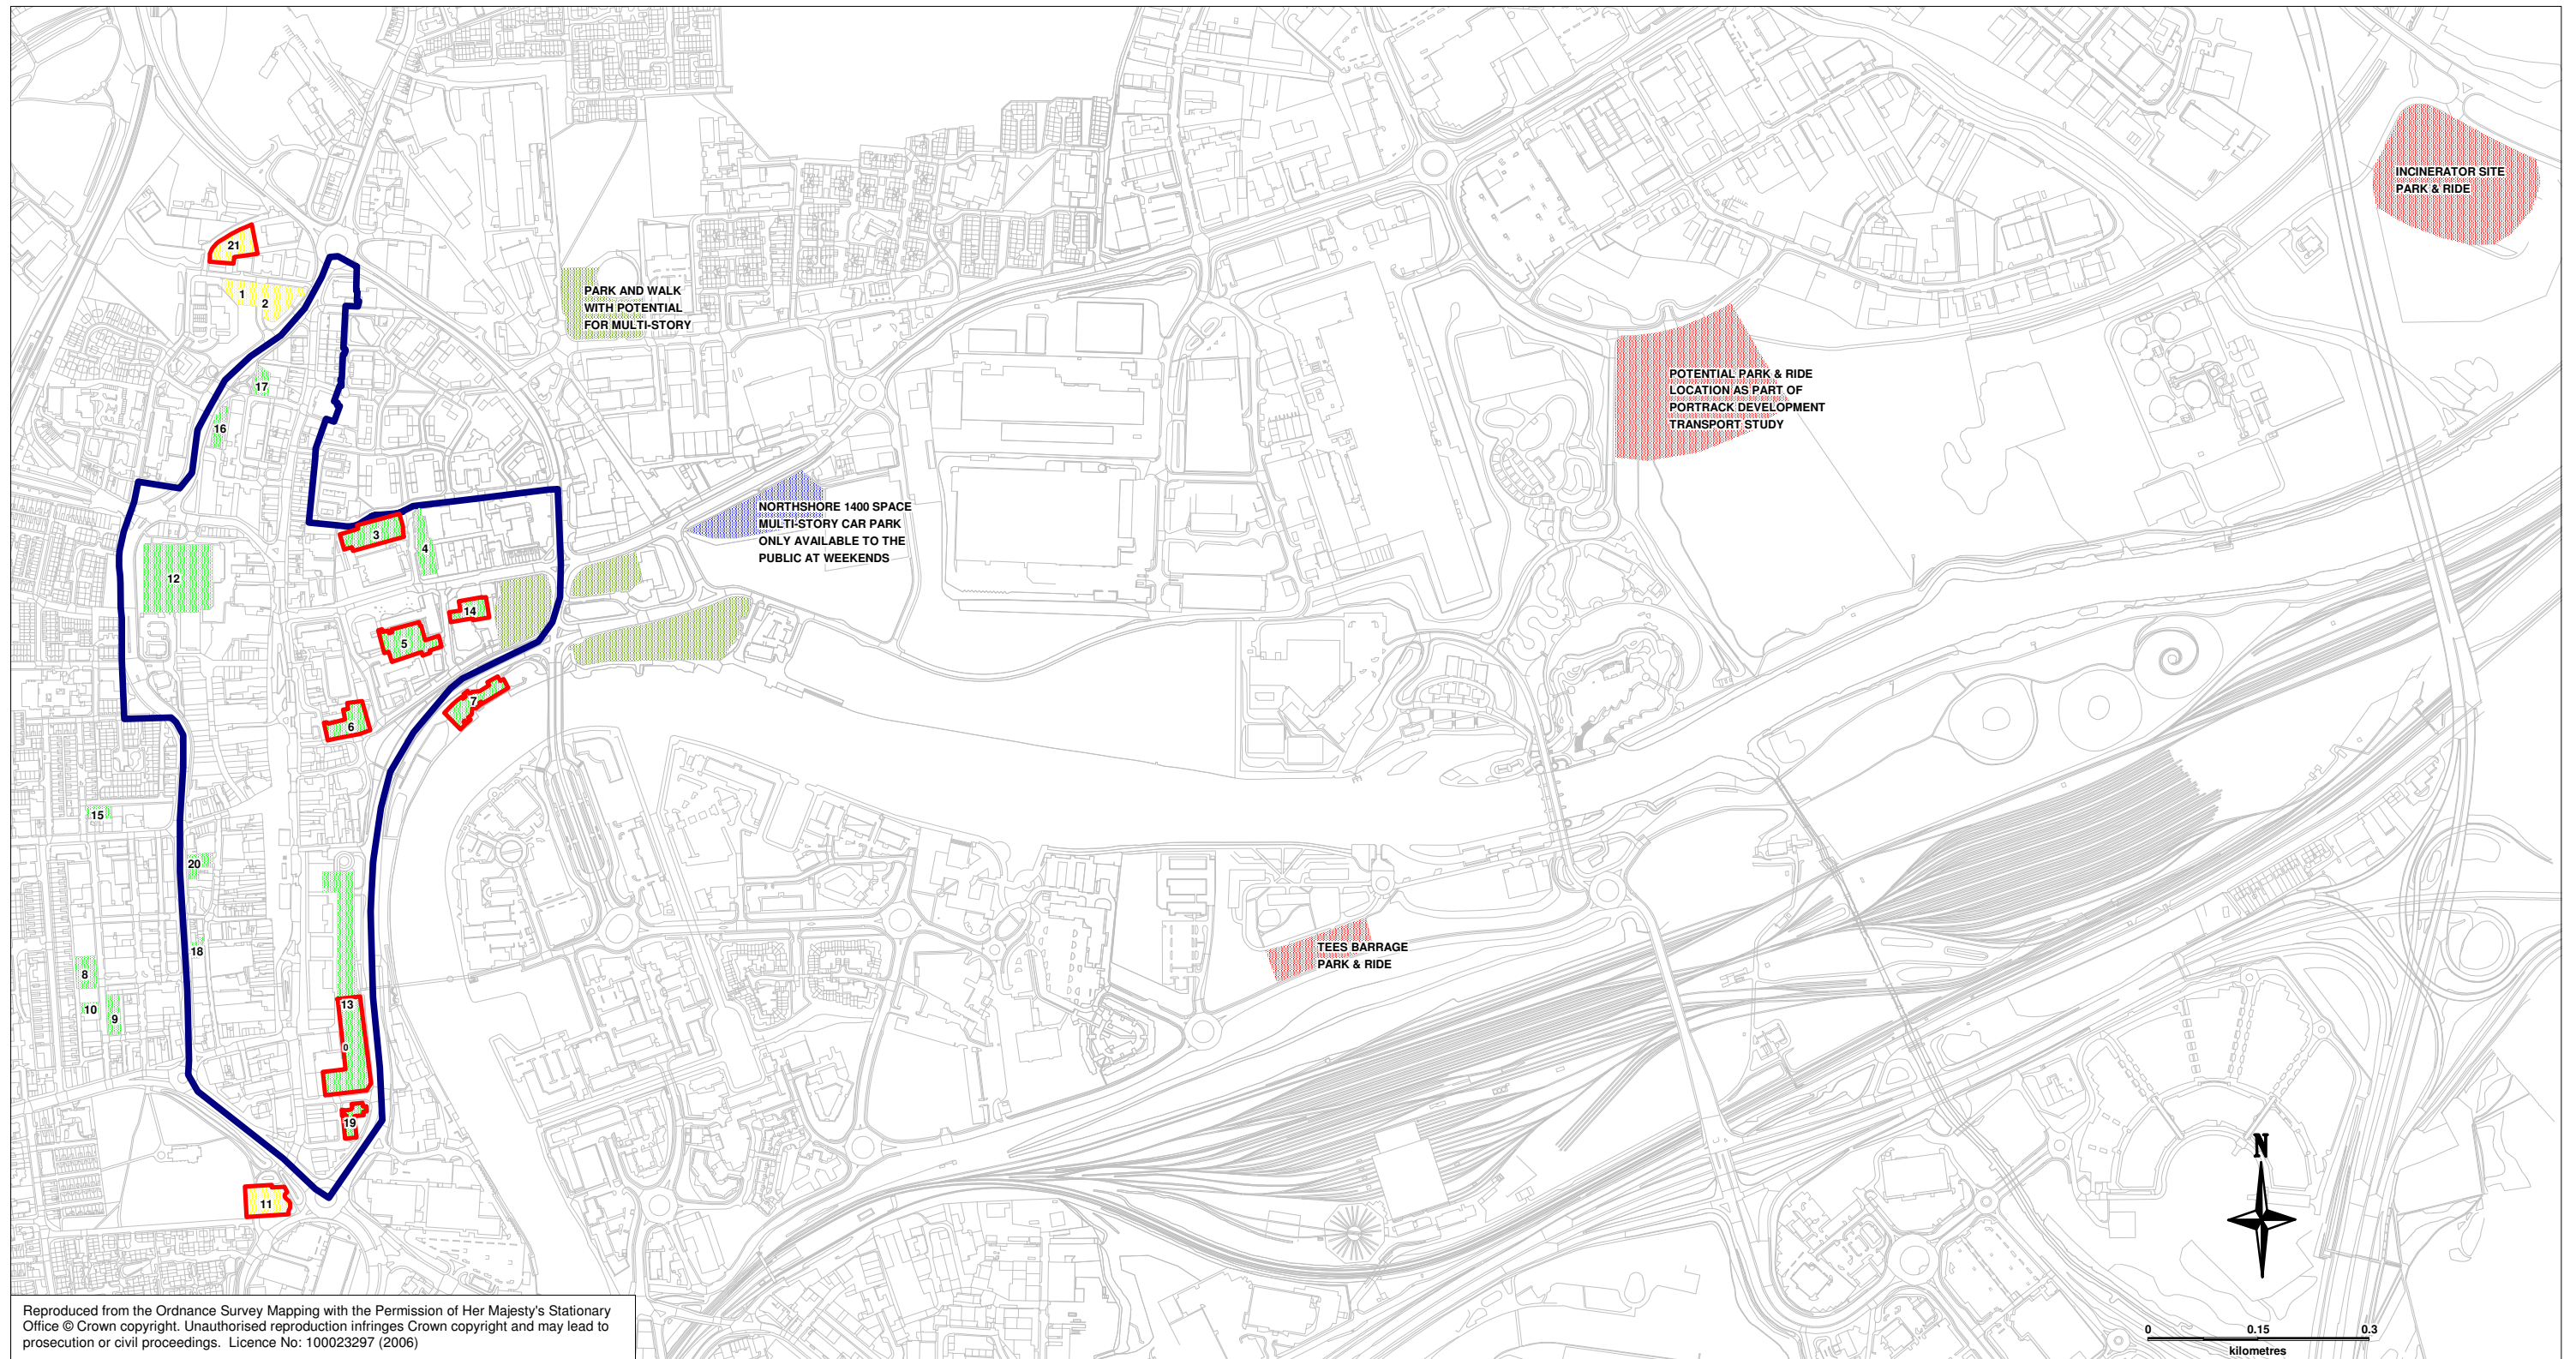 INCINERATOR SITE
PARK & RIDE
21
1
2
PARK AND WALK
WITH POTENTIAL
FOR MULTI-STORY
17
16
POTENTIAL PARK & RIDE
LOCATION AS PART OF
PORTRACK DEVELOPMENT
TRANSPORT STUDY
NORTHSHORE 1400 SPACE
MULTI-STORY CAR PARK
ONLY AVAILABLE TO THE
PUBLIC AT WEEKENDS
3
4
12
14
5
7
6
15
20
18
TEES BARRAGE
PARK & RIDE
8
10
9
13
0
19
11
N
0 0.15 0.3
kilometres
Reproduced from the Ordnance Survey Mapping with the Permission of Her Majesty's Stationary
Office © Crown copyright. Unauthorised reproduction infringes Crown copyright and may lead to
prosecution or civil proceedings. Licence No: 100023297 (2006)